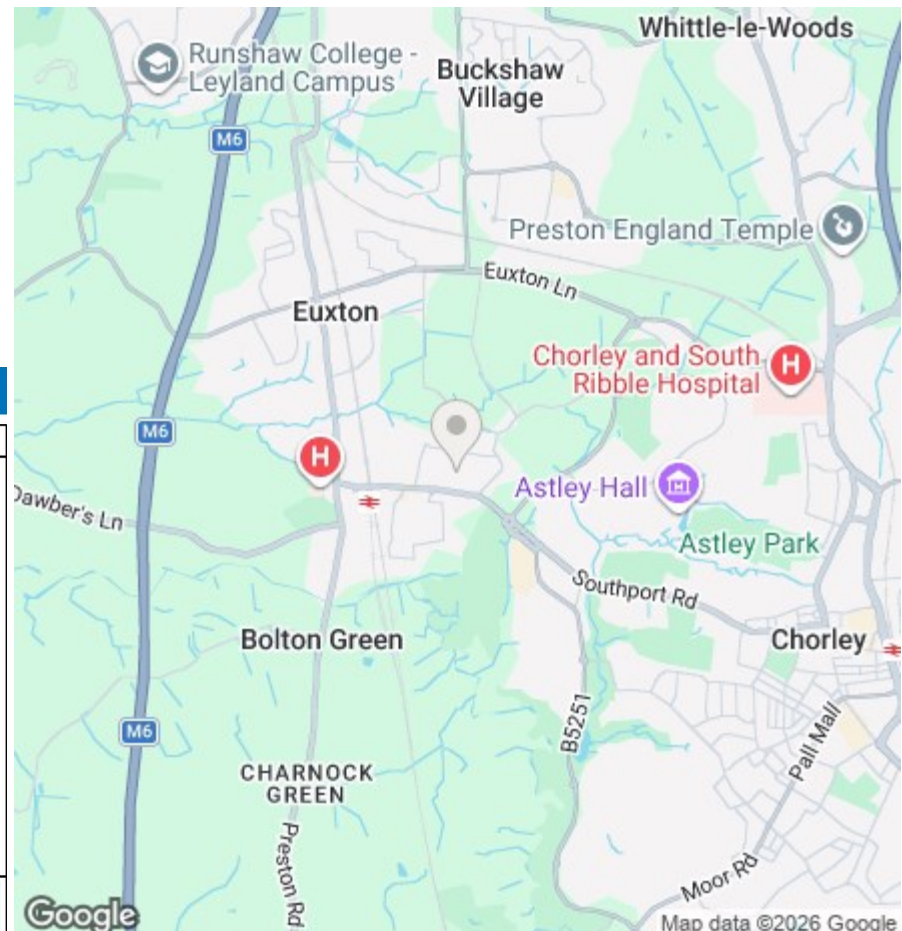 Whittle-le-Woods
Runshaw College -
Leyland Campus
Buckshaw
Village
M6
Preston England Temple
Euxton Ln
Euxton
Chorley and South
Ribble Hospital
H
M6
H
Astley Hall
Dawber's Ln
Astley Park
Southport Rd
Bolton Green
Chorley
M6
B5251
Pall Mall
CHARNOCK
GREEN
Preston Rd
Moor Rd
Google
Map data ©2026 Google